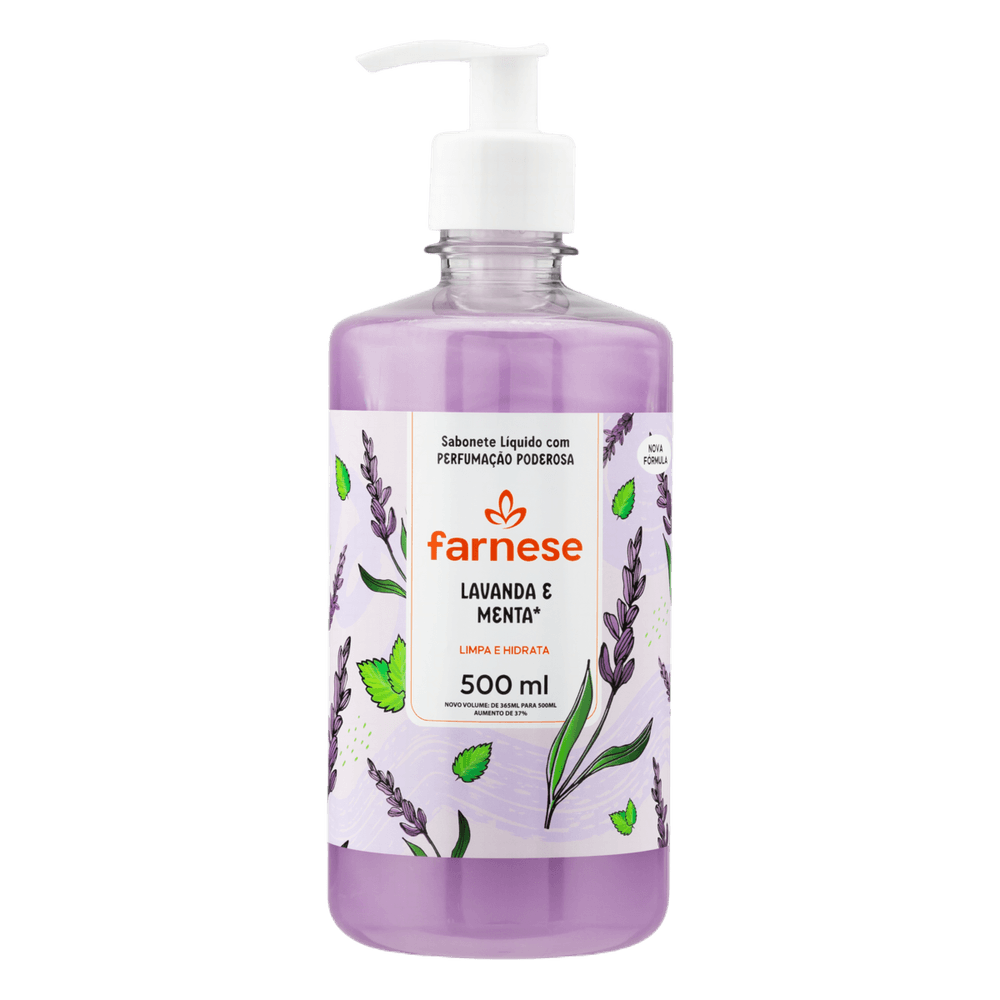 Sabonete Líquido com
PERFUMAÇÃO PODEROSA
NOVA
FÓRMULA
farnese
LAVANDA E
MENTA*
LIMPA E HIDRATA
500 ml
NOVO VOLUME: DE 365ML PARA 500ML
AUMENTO DE 37%